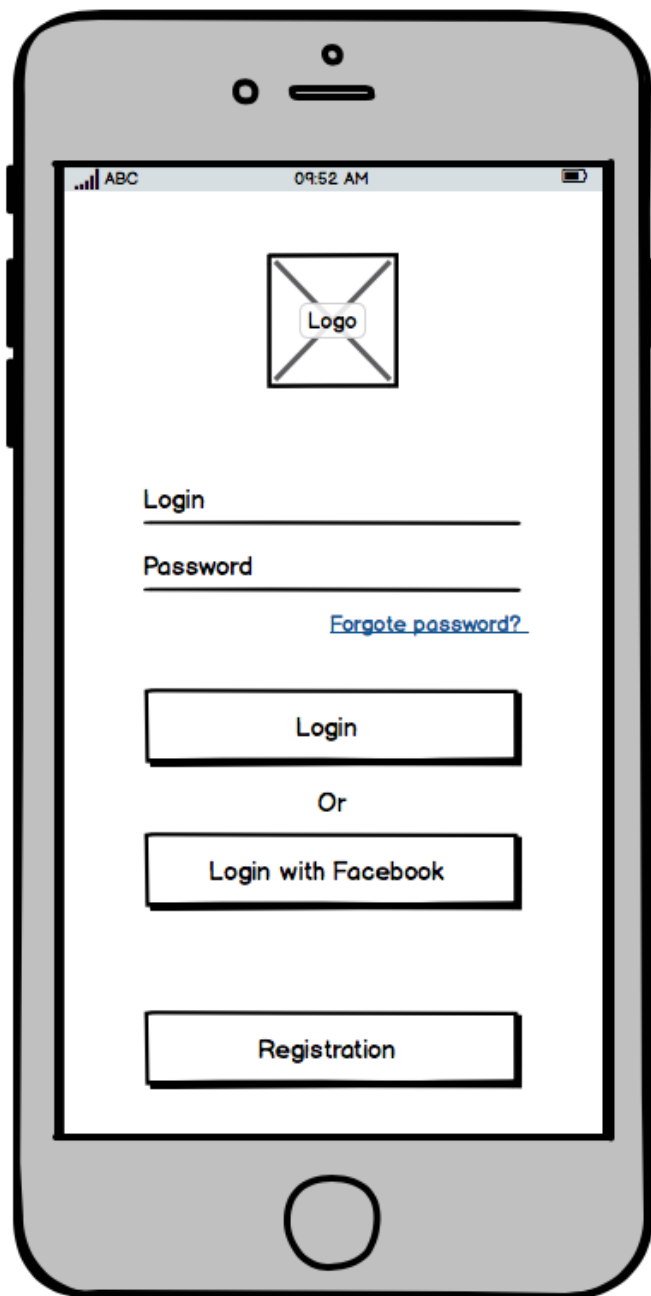 ABC 09:52 AM
Logo
Login
Password
Forgote password?
Login
Or
Login with Facebook
Registration